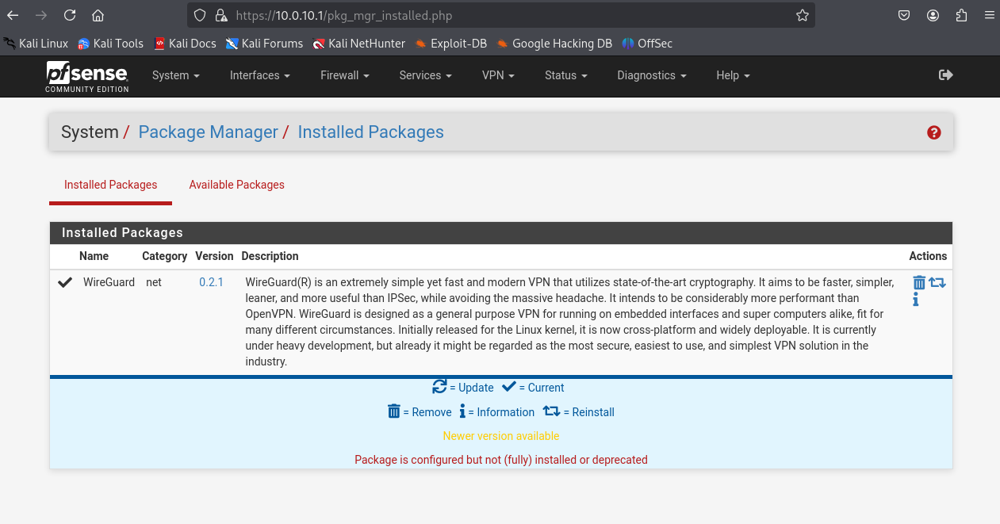 https://10.0.10.1/pkg_mgr_installed.php
Kali Linux Kali Tools Kali Docs Kali Forums Kali NetHunter Exploit-DB Google Hacking DB OffSec
pfsense
COMMUNITY EDITION
System Interfaces Firewall Services VPN Status Diagnostics Help
System / Package Manager / Installed Packages
Installed Packages Available Packages
Installed Packages
Name Category Version Description Actions
WireGuard net 0.2.1 WireGuard(R) is an extremely simple yet fast and modern VPN that utilizes state-of-the-art cryptography. It aims to be faster, simpler,
leaner, and more useful than IPSec, while avoiding the massive headache. It intends to be considerably more performant than
OpenVPN. WireGuard is designed as a general purpose VPN for running on embedded interfaces and super computers alike, fit for
many different circumstances. Initially released for the Linux kernel, it is now cross-platform and widely deployable. It is currently
under heavy development, but already it might be regarded as the most secure, easiest to use, and simplest VPN solution in the
industry.
= Update = Current
= Remove = Information = Reinstall
Newer version available
Package is configured but not (fully) installed or deprecated